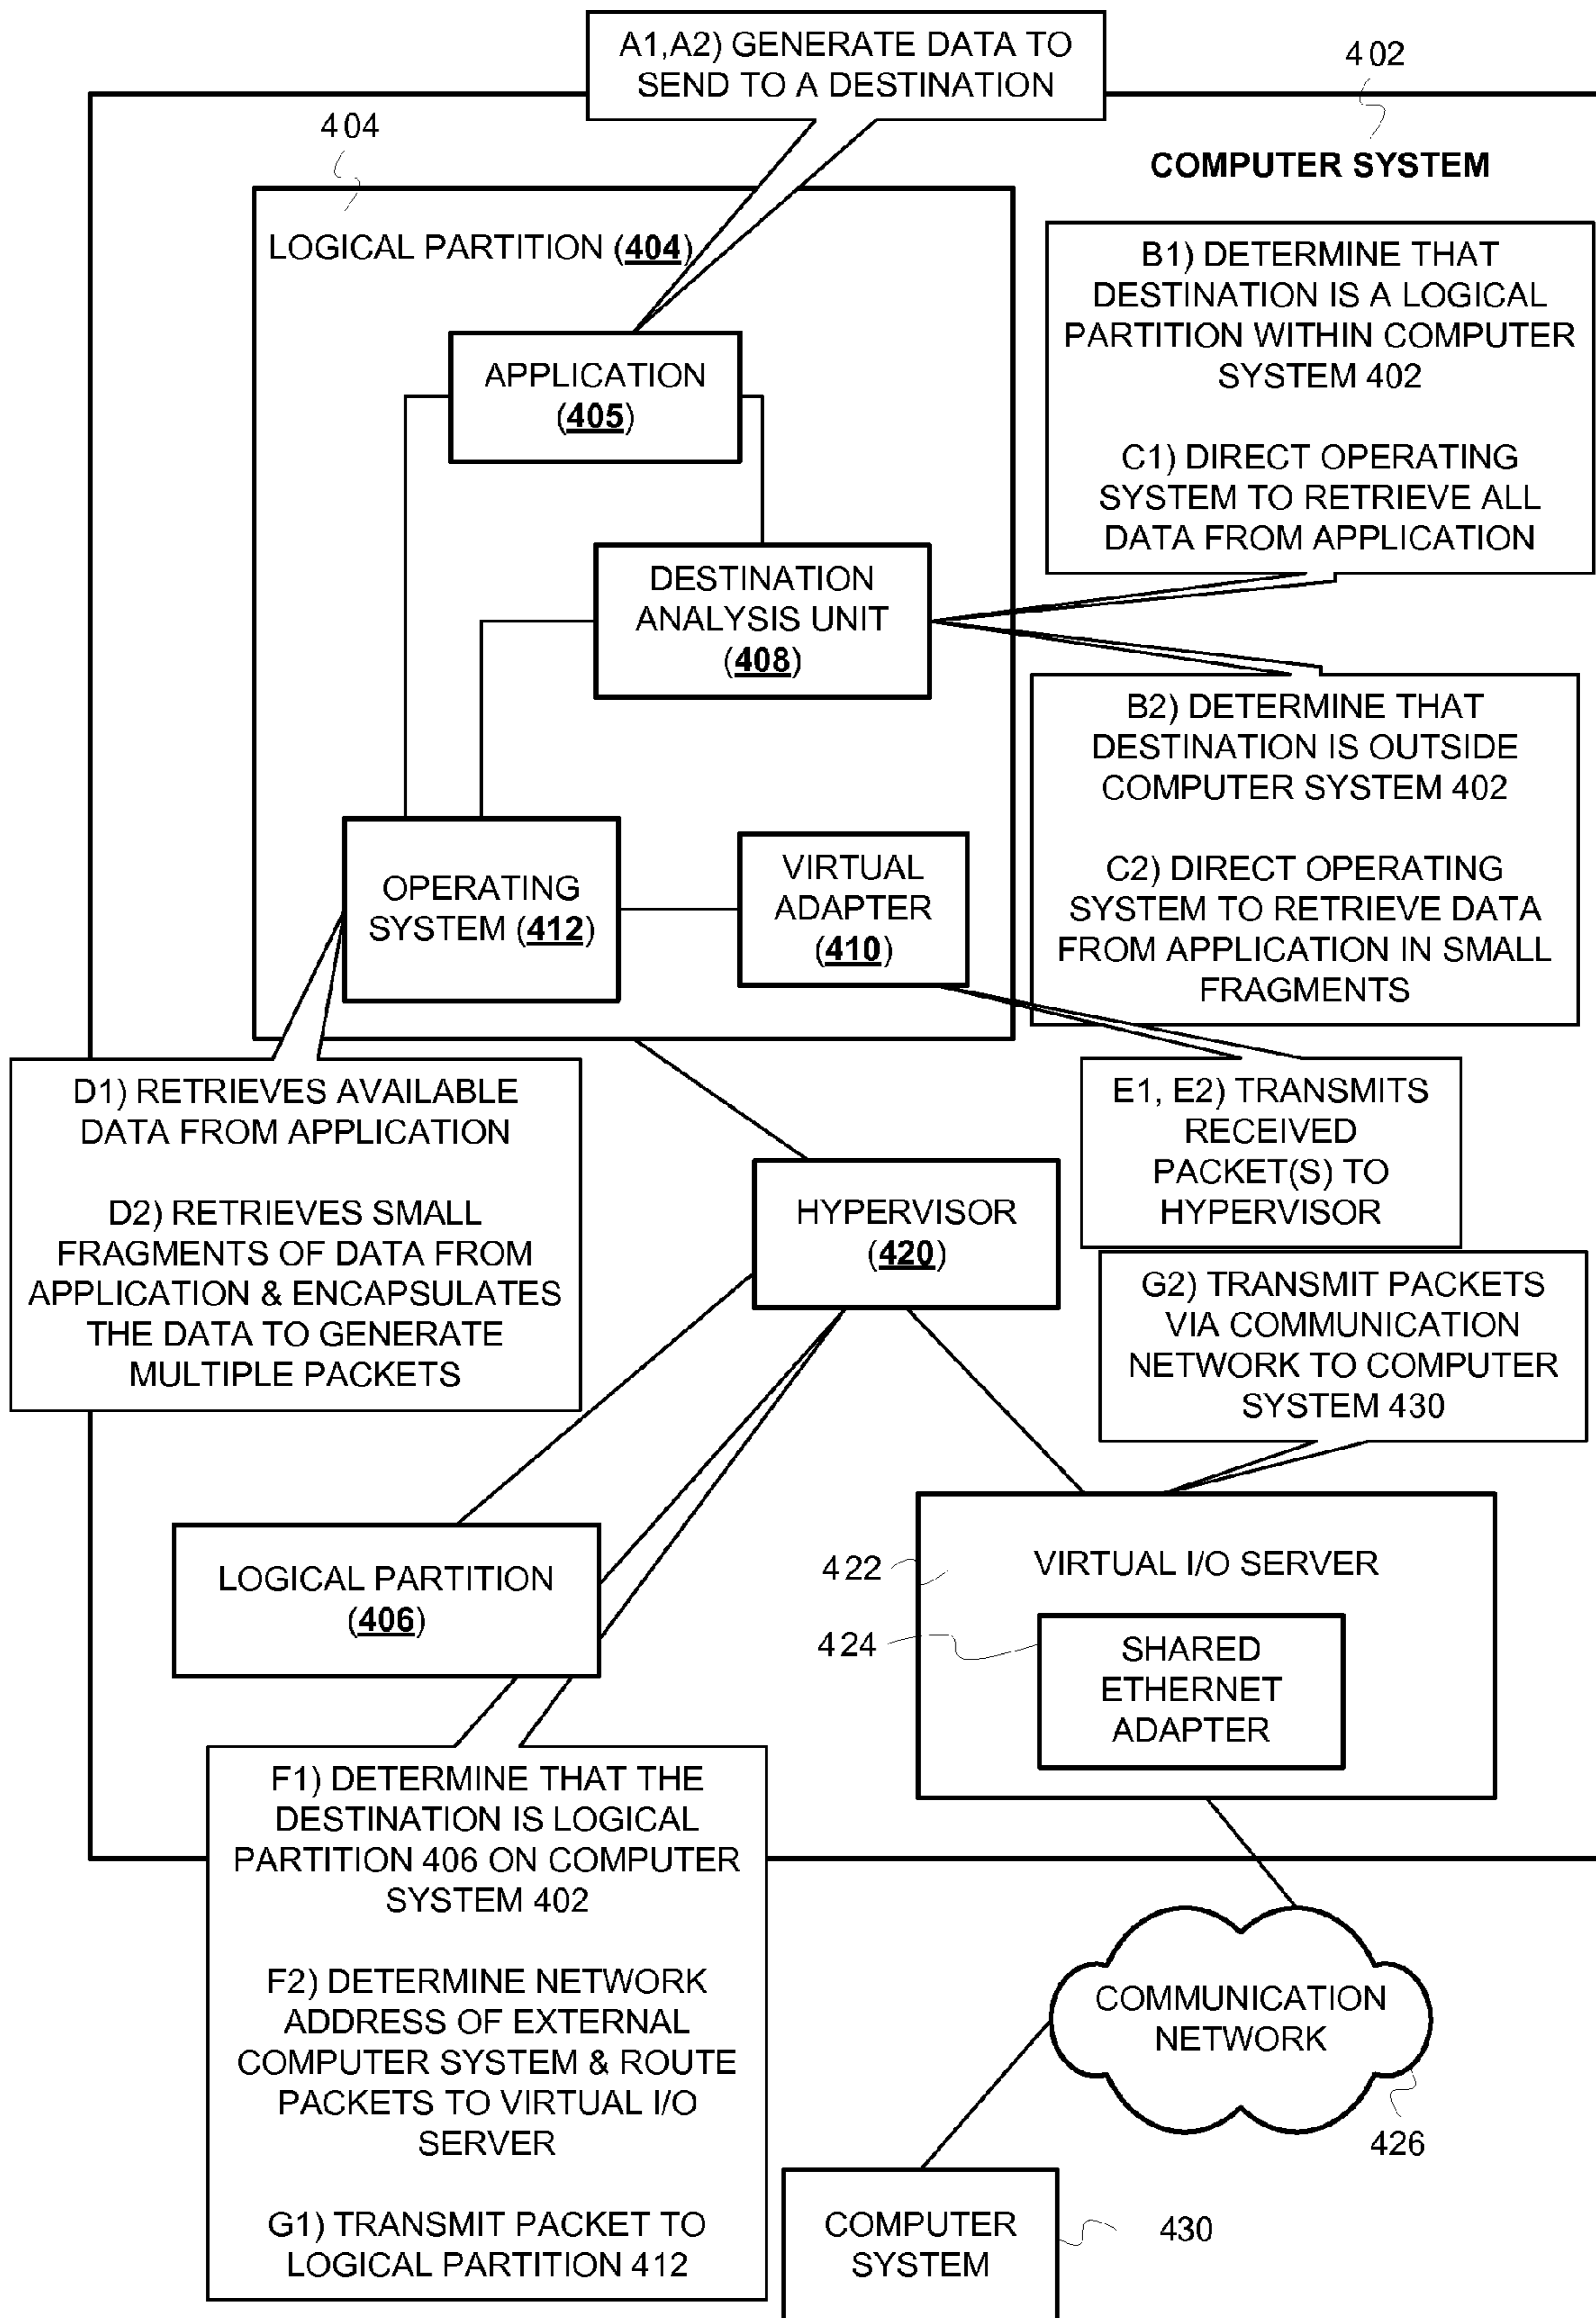 A1,A2) GENERATE DATA TO
SEND TO A DESTINATION
402
COMPUTER SYSTEM
404
LOGICAL PARTITION (404)
APPLICATION
(405)
B1) DETERMINE THAT
DESTINATION IS A LOGICAL
PARTITION WITHIN COMPUTER
SYSTEM 402
C1) DIRECT OPERATING
SYSTEM TO RETRIEVE ALL
DATA FROM APPLICATION
DESTINATION
ANALYSIS UNIT
(408)
B2) DETERMINE THAT
DESTINATION IS OUTSIDE
COMPUTER SYSTEM 402
C2) DIRECT OPERATING
SYSTEM TO RETRIEVE DATA
FROM APPLICATION IN SMALL
FRAGMENTS
OPERATING
SYSTEM (412)
VIRTUAL
ADAPTER
(410)
D1) RETRIEVES AVAILABLE
DATA FROM APPLICATION
D2) RETRIEVES SMALL
FRAGMENTS OF DATA FROM
APPLICATION & ENCAPSULATES
THE DATA TO GENERATE
MULTIPLE PACKETS
E1, E2) TRANSMITS
RECEIVED
PACKET(S) TO
HYPERVISOR
HYPERVISOR
(420)
G2) TRANSMIT PACKETS
VIA COMMUNICATION
NETWORK TO COMPUTER
SYSTEM 430
LOGICAL PARTITION
(406)
422
VIRTUAL I/O SERVER
424
SHARED
ETHERNET
ADAPTER
F1) DETERMINE THAT THE
DESTINATION IS LOGICAL
PARTITION 406 ON COMPUTER
SYSTEM 402
F2) DETERMINE NETWORK
ADDRESS OF EXTERNAL
COMPUTER SYSTEM & ROUTE
PACKETS TO VIRTUAL I/O
SERVER
G1) TRANSMIT PACKET TO
LOGICAL PARTITION 412
COMMUNICATION
NETWORK
426
COMPUTER
SYSTEM
430